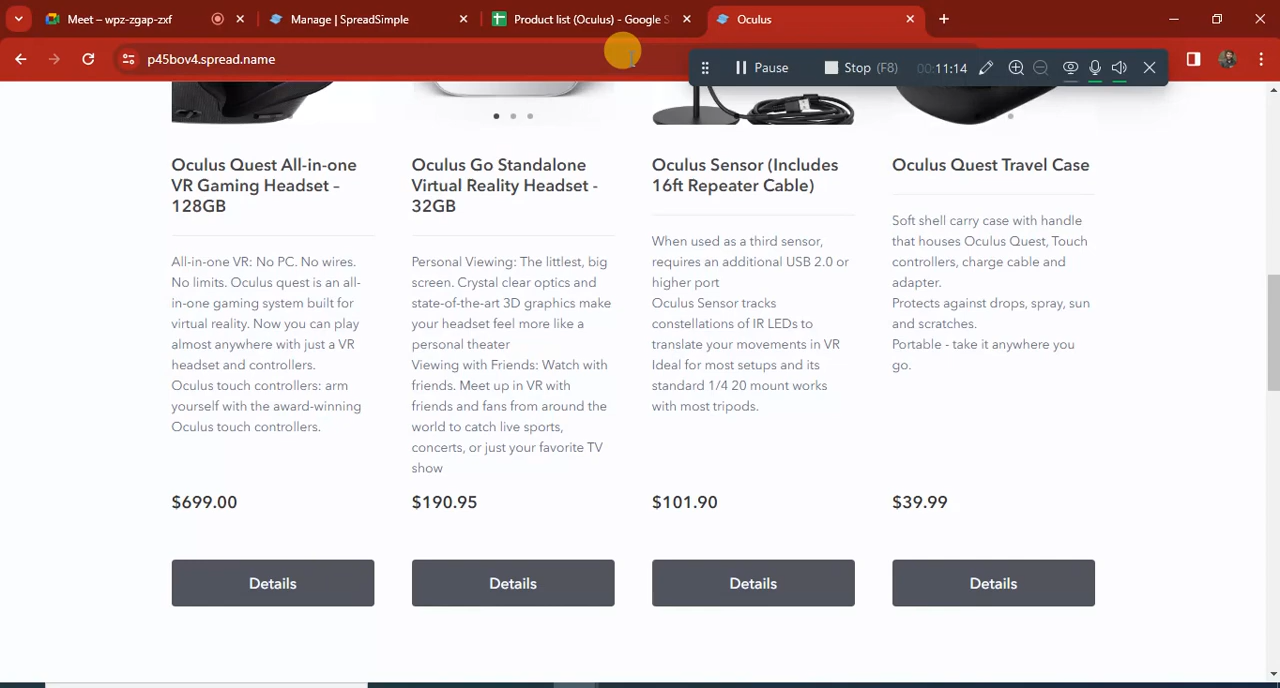 Meet – wpz-zgap-zxf
Manage | SpreadSimple
Product list (Oculus) - Google S
Oculus
p45bov4.spread.name
Pause
Stop (F8)
00:11:14
Oculus Quest All-in-one
VR Gaming Headset –
128GB
All-in-one VR: No PC. No wires.
No limits. Oculus quest is an all-
in-one gaming system built for
virtual reality. Now you can play
almost anywhere with just a VR
headset and controllers.
Oculus touch controllers: arm
yourself with the award-winning
Oculus touch controllers.
$699.00
Details
Oculus Go Standalone
Virtual Reality Headset -
32GB
Personal Viewing: The littlest, big
screen. Crystal clear optics and
state-of-the-art 3D graphics make
your headset feel more like a
personal theater
Viewing with Friends: Watch with
friends. Meet up in VR with
friends and fans from around the
world to catch live sports,
concerts, or just your favorite TV
show
$190.95
Details
Oculus Sensor (Includes
16ft Repeater Cable)
When used as a third sensor,
requires an additional USB 2.0 or
higher port
Oculus Sensor tracks
constellations of IR LEDs to
translate your movements in VR
Ideal for most setups and its
standard 1/4 20 mount works
with most tripods.
$101.90
Details
Oculus Quest Travel Case
Soft shell carry case with handle
that houses Oculus Quest, Touch
controllers, charge cable and
adapter.
Protects against drops, spray, sun
and scratches.
Portable - take it anywhere you
go.
$39.99
Details